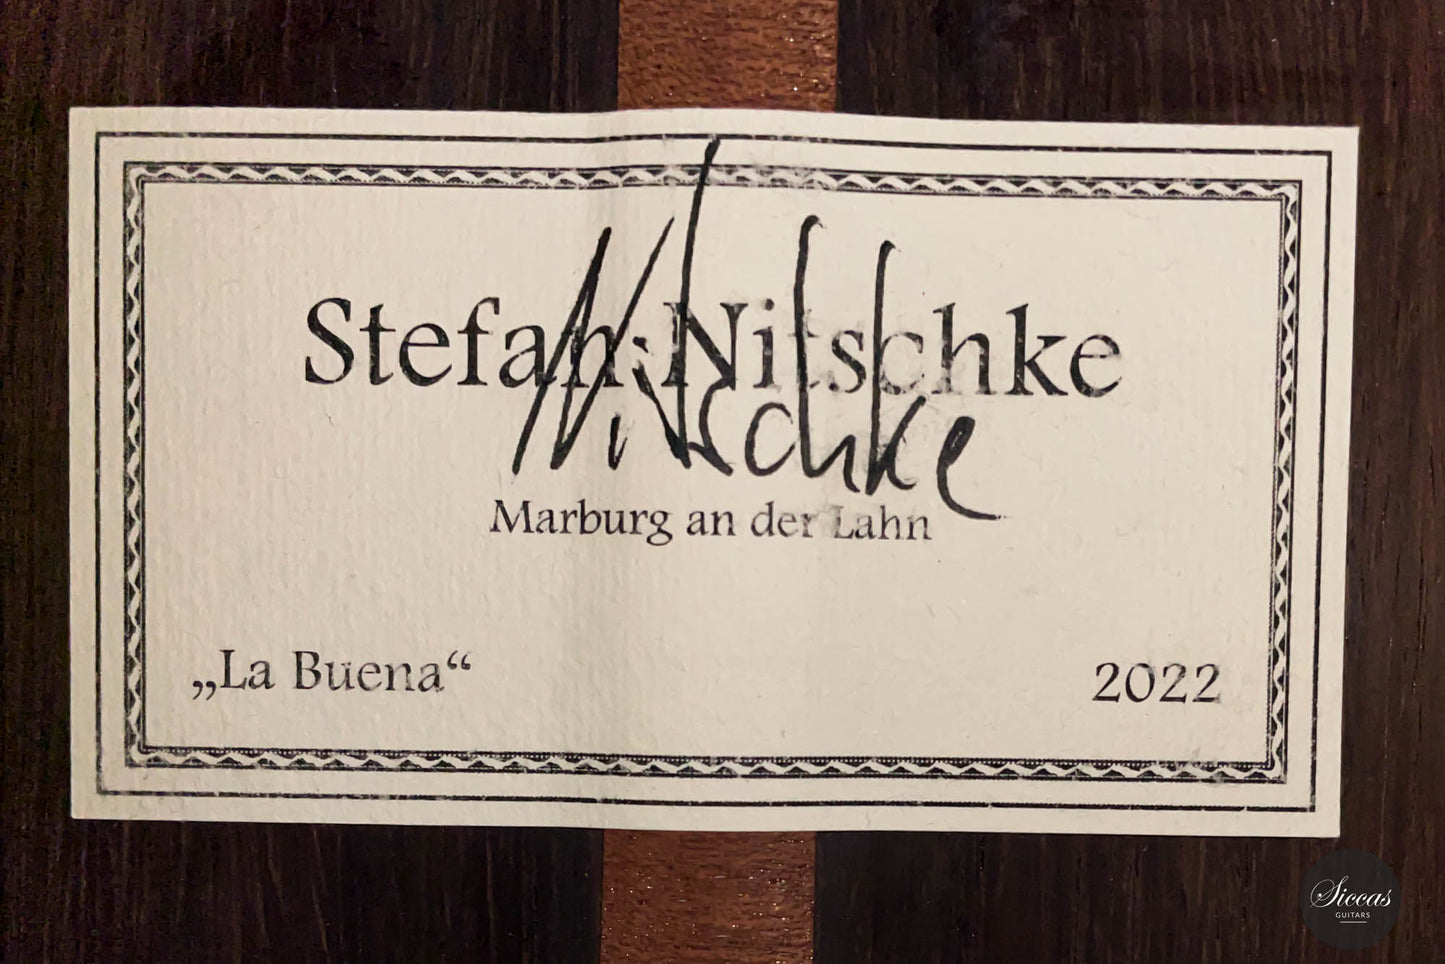 Stefan Nitschke
Nitschke
Marburg an der Lahn
„La Buena“
2022
Siccas
GUITARS